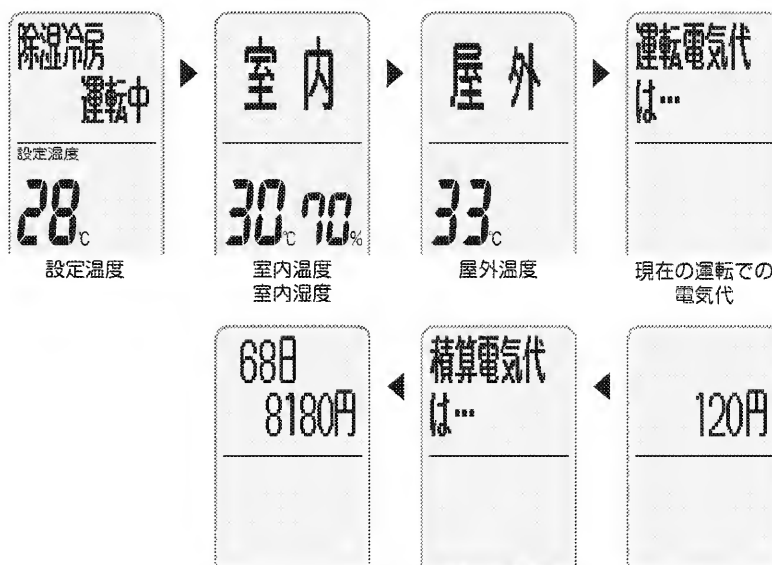 除湿冷房
運転中
設定温度
28℃
設定温度
室内
30℃ 70%
室内温度
室内湿度
屋外
33℃
屋外温度
運転電気代
は…
現在の運転での
電気代
120円
積算電気代
は…
68日
8180円